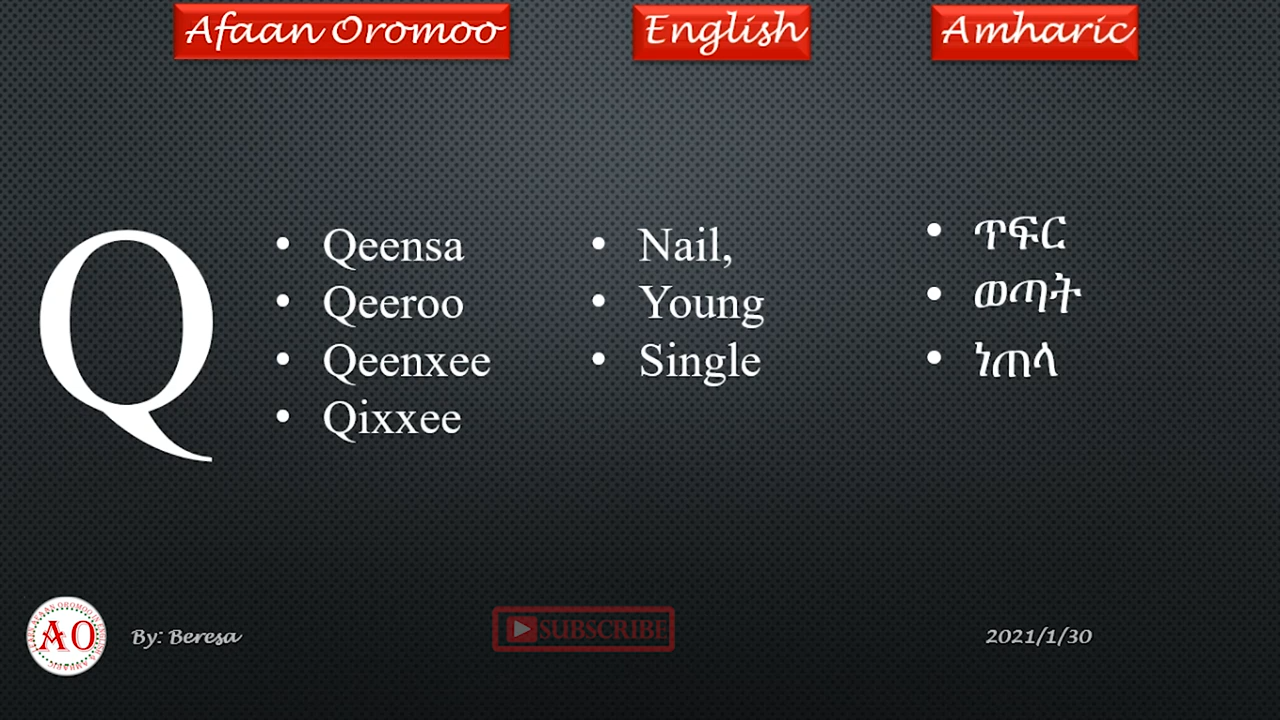 Afaan Oromoo English Amharic
Q
Qeensa Nail, ጥፍር
Qeeroo Young ወጣት
Qeenxee Single ነጠላ
Qixxee
AO By: Beresa SUBSCRIBE 2021/1/30